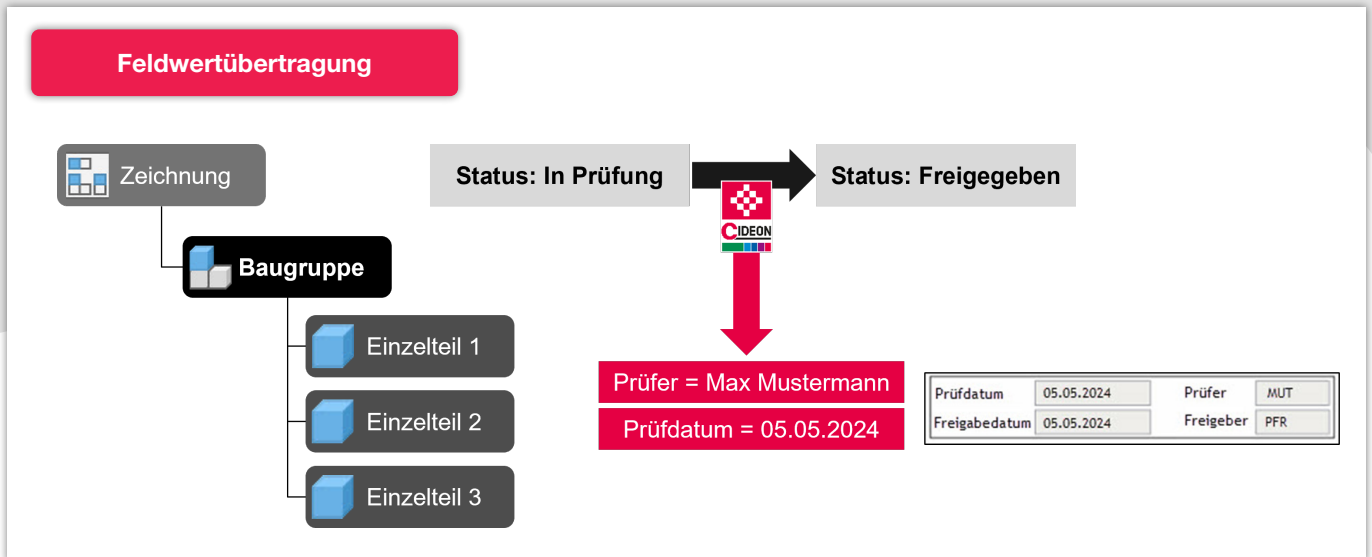 Feldwertübertragung
Zeichnung
Baugruppe
Einzelteil 1
Einzelteil 2
Einzelteil 3
Status: In Prüfung
Status: Freigegeben
CIDEON
Prüfer = Max Mustermann
Prüfdatum = 05.05.2024
Prüfdatum 05.05.2024 Prüfer MUT
Freigabedatum 05.05.2024 Freigeber PFR